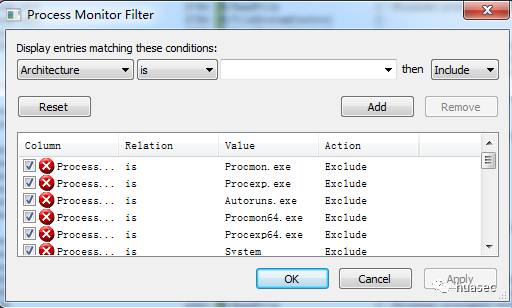 Process Monitor Filter
Display entries matching these conditions:
Architecture is then Include
Reset Add Remove
Column Relation Value Action
Process... is Procmon.exe Exclude
Process... is Procexp.exe Exclude
Process... is Autoruns.exe Exclude
Process... is Procmon64.exe Exclude
Process... is Procexp64.exe Exclude
Process... is System Exclude
OK Cancel Apply
nuasec